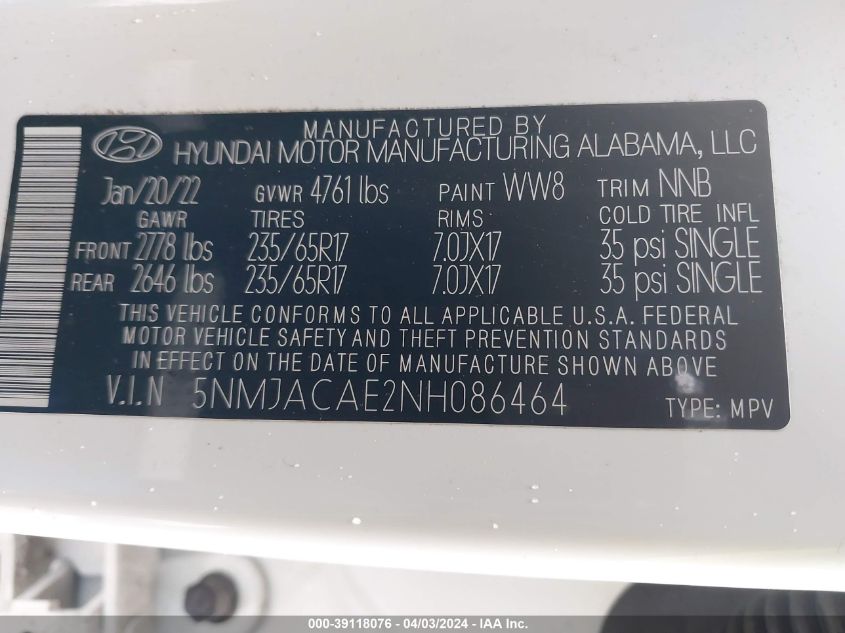 MANUFACTURED BY
HYUNDAI MOTOR MANUFACTURING ALABAMA, LLC
Jan/20/22 GVWR 4761 lbs PAINT WW8 TRIM NNB
GAWR TIRES RIMS COLD TIRE INFL
FRONT 2778 lbs 235/65R17 7.0JX17 35 psi SINGLE
REAR 2646 lbs 235/65R17 7.0JX17 35 psi SINGLE
THIS VEHICLE CONFORMS TO ALL APPLICABLE U.S.A. FEDERAL
MOTOR VEHICLE SAFETY AND THEFT PREVENTION STANDARDS
IN EFFECT ON THE DATE OF MANUFACTURE SHOWN ABOVE
V.I.N 5NMJACAE2NH086464 TYPE: MPV
000-39118076 - 04/03/2024 - IAA Inc.